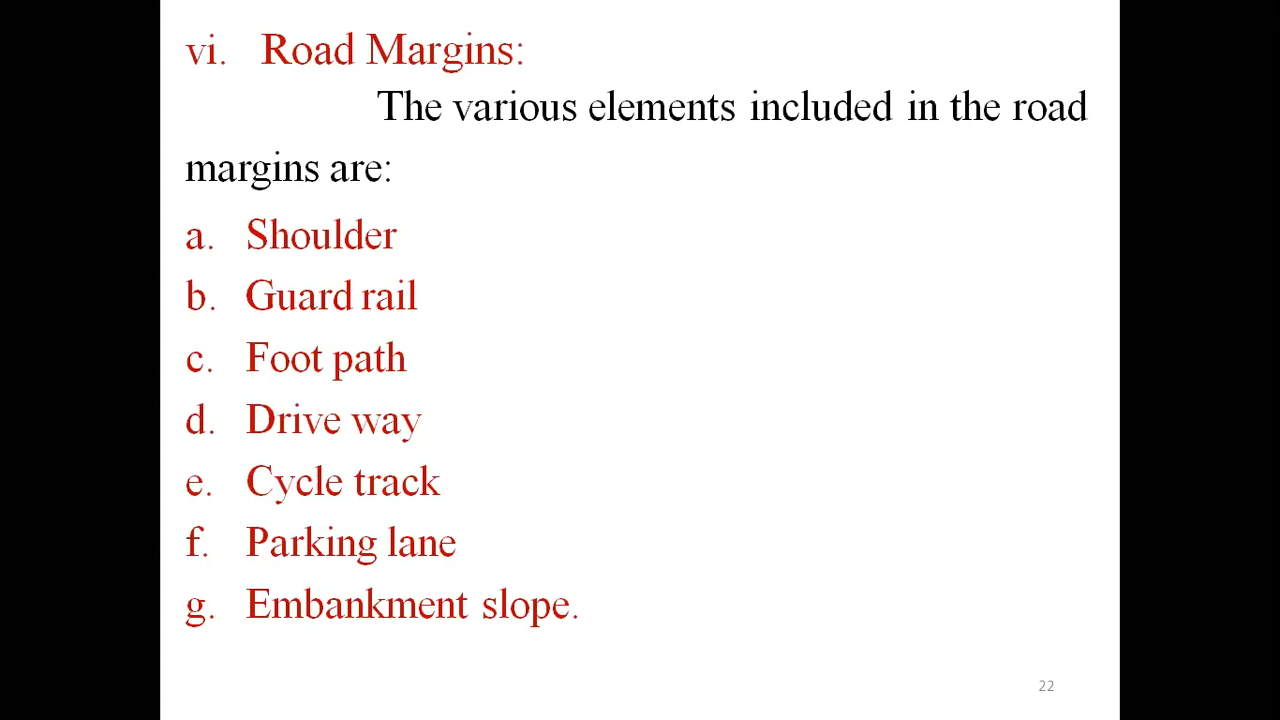 vi. Road Margins:
The various elements included in the road
margins are:
a. Shoulder
b. Guard rail
c. Foot path
d. Drive way
e. Cycle track
f. Parking lane
g. Embankment slope.
22